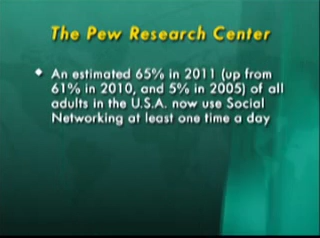 The Pew Research Center
An estimated 65% in 2011 (up from
61% in 2010, and 5% in 2005) of all
adults in the U.S.A. now use Social
Networking at least one time a day